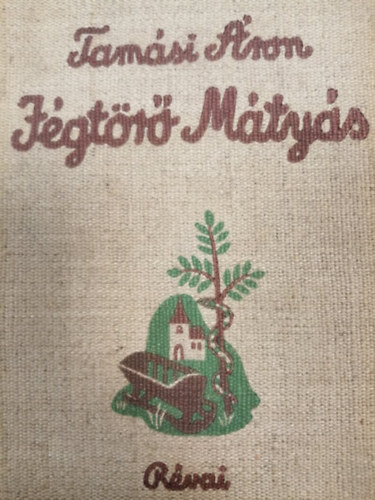 Tamási Áron
Jégtörő Mátyás
Révai